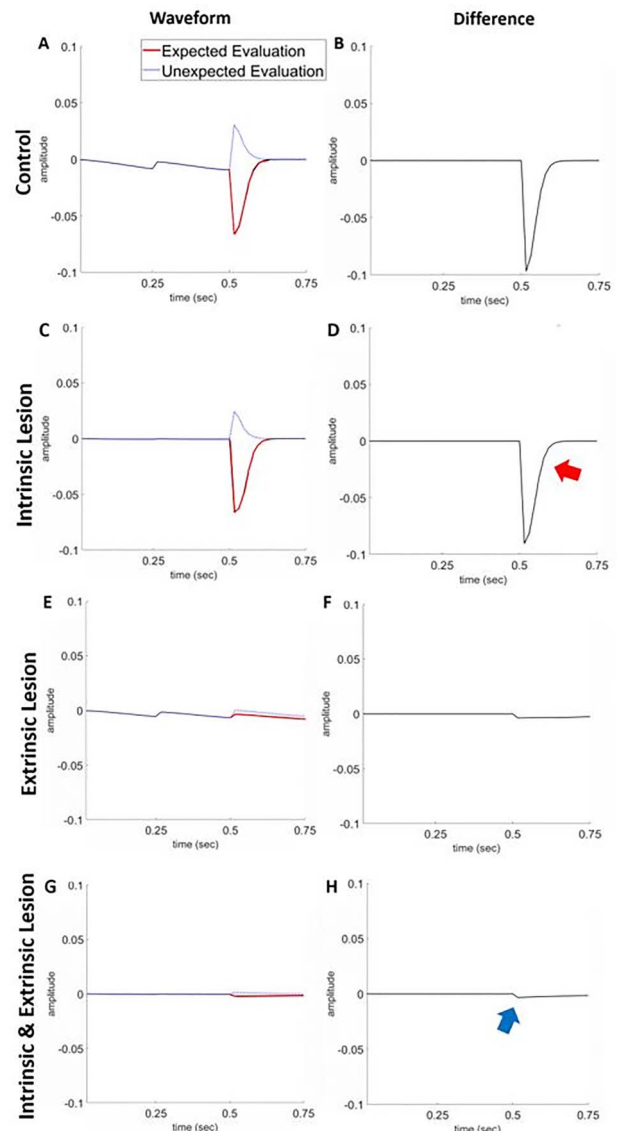 Waveform
Difference
A
0.1
0.05
0
-0.05
-0.1
0.25
0.5
0.75
amplitude
time (sec)
Expected Evaluation
Unexpected Evaluation
B
0.1
0.05
0
-0.05
-0.1
0.25
0.5
0.75
amplitude
time (sec)
Control
C
0.1
0.05
0
-0.05
-0.1
0.25
0.5
0.75
amplitude
time (sec)
D
0.1
0.05
0
-0.05
-0.1
0.25
0.5
0.75
amplitude
time (sec)
Intrinsic Lesion
E
0.1
0.05
0
-0.05
-0.1
0.25
0.5
0.75
amplitude
time (sec)
F
0.1
0.05
0
-0.05
-0.1
0.25
0.5
0.75
amplitude
time (sec)
Extrinsic Lesion
G
0.1
0.05
0
-0.05
-0.1
0.25
0.5
0.75
amplitude
time (sec)
H
0.1
0.05
0
-0.05
-0.1
0.25
0.5
0.75
amplitude
time (sec)
Intrinsic & Extrinsic Lesion